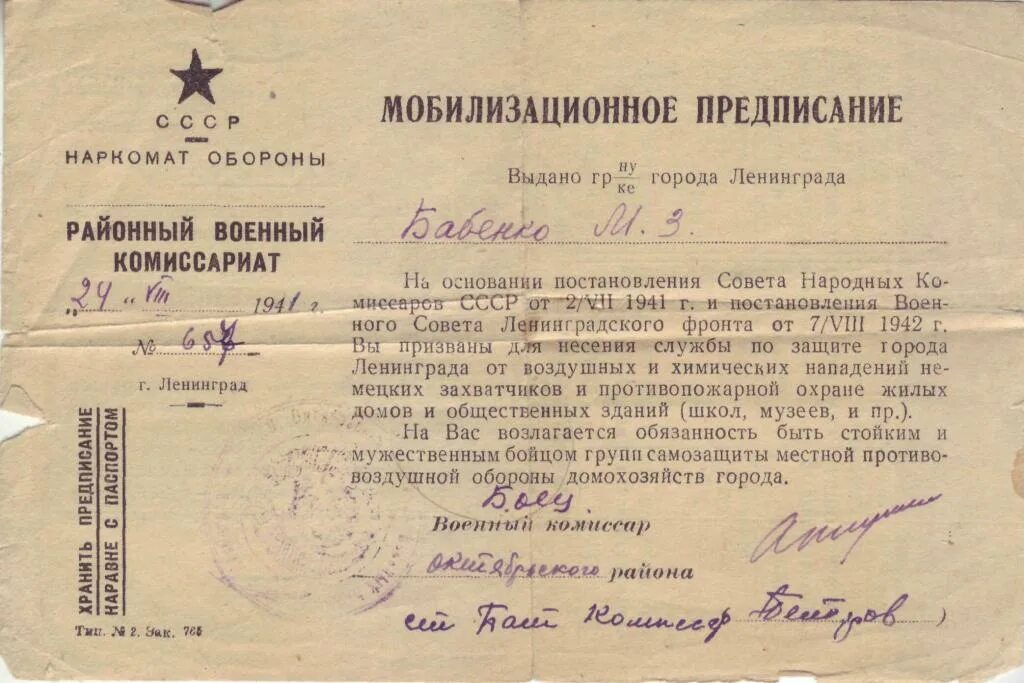 СССР
НАРКОМАТ ОБОРОНЫ
РАЙОННЫЙ ВОЕННЫЙ
КОМИССАРИАТ
„24" VIII 1941 г.
№ 657
г. Ленинград
ХРАНИТЬ ПРЕДПИСАНИЕ
НАРАВНЕ С ПАСПОРТОМ
Тип. № 2. Зак. 765
МОБИЛИЗАЦИОННОЕ ПРЕДПИСАНИЕ
Выдано гр ну/ке города Ленинграда
Бабенко М. З.
На основании постановления Совета Народных Ко-
миссаров СССР от 2/VII 1941 г. и постановления Воен-
ного Совета Ленинградского фронта от 7/VIII 1942 г.
Вы призваны для несения службы по защите города
Ленинграда от воздушных и химических нападений не-
мецких захватчиков и противопожарной охране жилых
домов и общественных зданий (школ, музеев, и пр.).
На Вас возлагается обязанность быть стойким и
мужественным бойцом групп самозащиты местной противо-
воздушной обороны домохозяйств города.
Боец
Военный комиссар
октябрьского района
ст Бат Комиссар Петров )